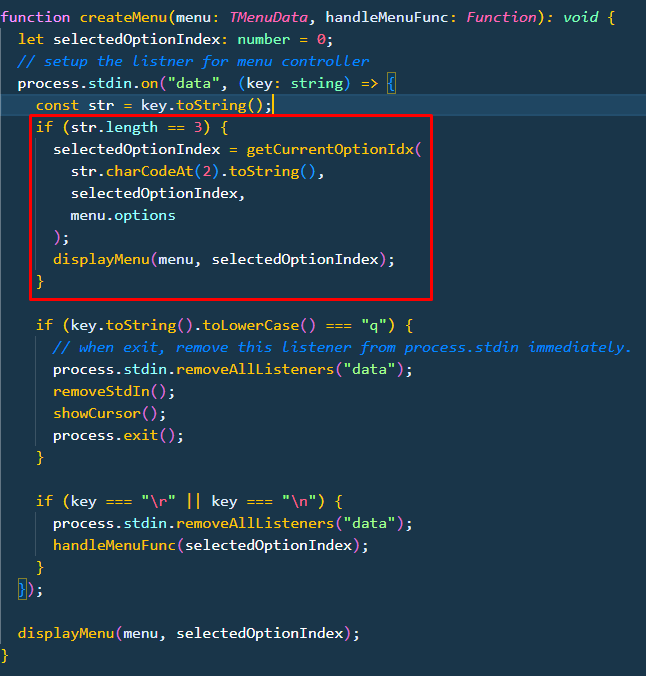 function createMenu(menu: TMenuData, handleMenuFunc: Function): void {
  let selectedOptionIndex: number = 0;
  // setup the listner for menu controller
  process.stdin.on("data", (key: string) => {
    const str = key.toString();
    if (str.length == 3) {
      selectedOptionIndex = getCurrentOptionIdx(
        str.charCodeAt(2).toString(),
        selectedOptionIndex,
        menu.options
      );
      displayMenu(menu, selectedOptionIndex);
    }

    if (key.toString().toLowerCase() === "q") {
      // when exit, remove this listener from process.stdin immediately.
      process.stdin.removeAllListeners("data");
      removeStdIn();
      showCursor();
      process.exit();
    }

    if (key === "\r" || key === "\n") {
      process.stdin.removeAllListeners("data");
      handleMenuFunc(selectedOptionIndex);
    }
  });

  displayMenu(menu, selectedOptionIndex);
}